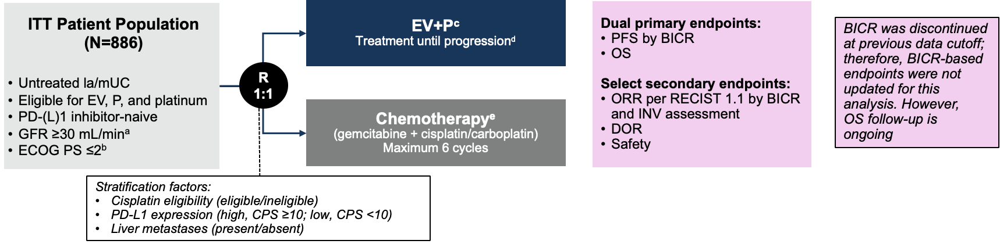 ITT Patient Population
(N=886)
• Untreated la/mUC
• Eligible for EV, P, and platinum
• PD-(L)1 inhibitor-naive
• GFR ≥30 mL/minᵃ
• ECOG PS ≤2ᵇ
R
1:1
EV+Pᶜ
Treatment until progressionᵈ
Chemotherapyᵉ
(gemcitabine + cisplatin/carboplatin)
Maximum 6 cycles
Stratification factors:
• Cisplatin eligibility (eligible/ineligible)
• PD-L1 expression (high, CPS ≥10; low, CPS <10)
• Liver metastases (present/absent)
Dual primary endpoints:
• PFS by BICR
• OS
Select secondary endpoints:
• ORR per RECIST 1.1 by BICR
and INV assessment
• DOR
• Safety
BICR was discontinued
at previous data cutoff;
therefore, BICR-based
endpoints were not
updated for this
analysis. However,
OS follow-up is
ongoing